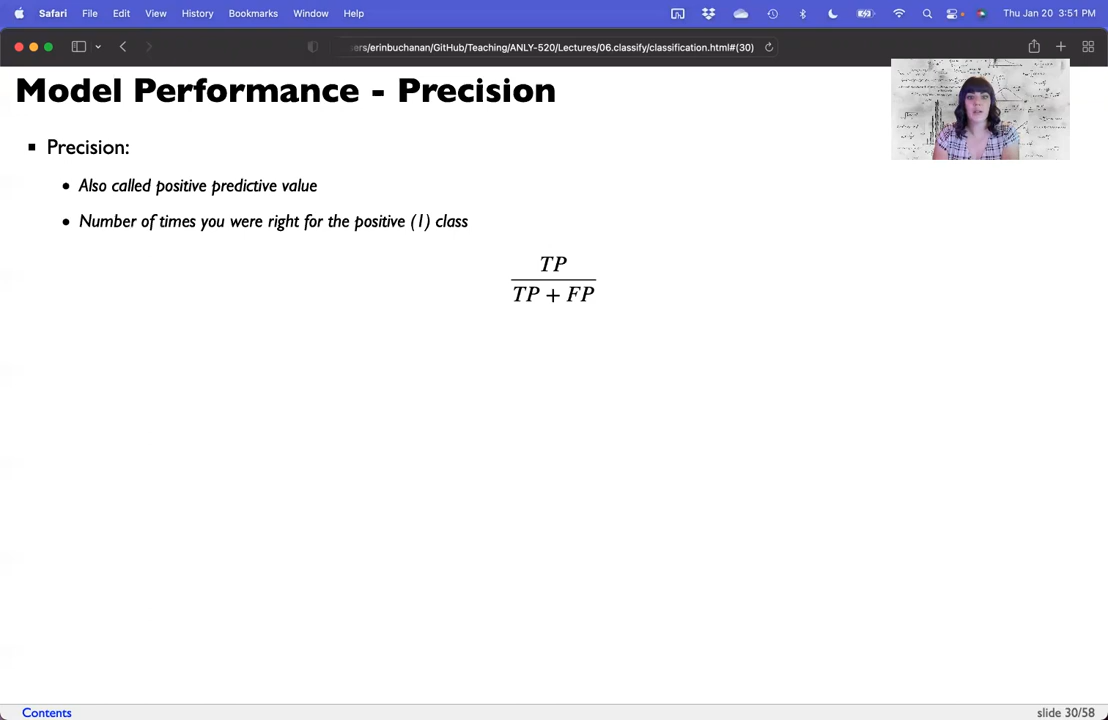 Safari File Edit View History Bookmarks Window Help Thu Jan 20 3:51 PM
ers/erinbuchanan/GitHub/Teaching/ANLY-520/Lectures/06.classify/classification.html#(30)
Model Performance - Precision
▪ Precision:
• Also called positive predictive value
• Number of times you were right for the positive (1) class
TP
TP + FP
Contents slide 30/58